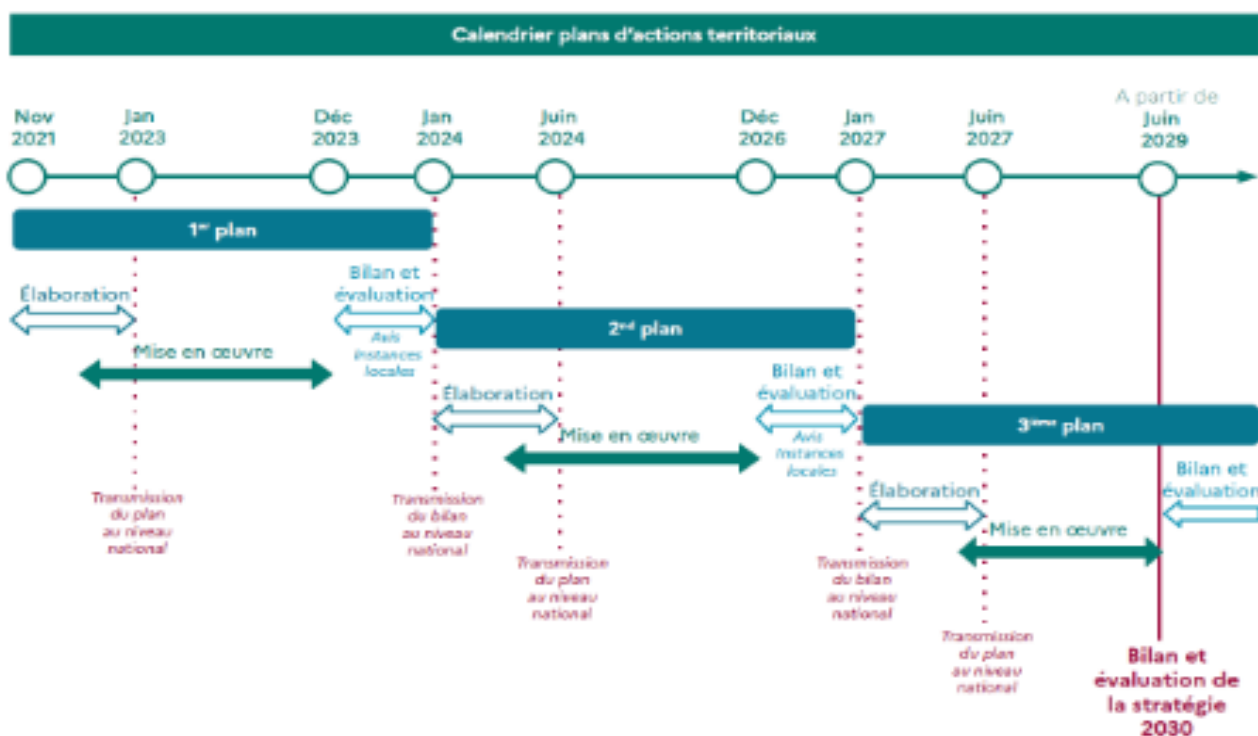 Calendrier plans d'actions territoriaux
A partir de
Nov
2021
Jan
2023
Déc
2023
Jan
2024
Juin
2024
Déc
2026
Jan
2027
Juin
2027
Juin
2029
1er plan
Élaboration
Bilan et
évaluation
Avis
instances
locales
Mise en œuvre
2nd plan
Élaboration
Bilan et
évaluation
Avis
instances
locales
Mise en œuvre
3ième plan
Élaboration
Bilan et
évaluation
Mise en œuvre
Transmission
du plan
au niveau
national
Transmission
du bilan
au niveau
national
Transmission
du plan
au niveau
national
Transmission
du bilan
au niveau
national
Transmission
du plan
au niveau
national
Bilan et
évaluation de
la stratégie
2030